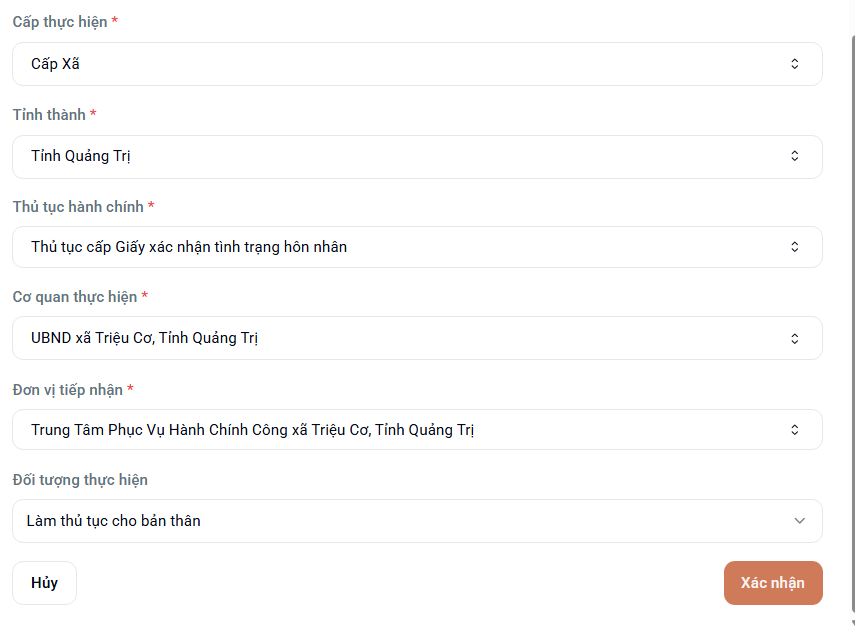 Cấp thực hiện *
Cấp Xã
Tỉnh thành *
Tỉnh Quảng Trị
Thủ tục hành chính *
Thủ tục cấp Giấy xác nhận tình trạng hôn nhân
Cơ quan thực hiện *
UBND xã Triệu Cơ, Tỉnh Quảng Trị
Đơn vị tiếp nhận *
Trung Tâm Phục Vụ Hành Chính Công xã Triệu Cơ, Tỉnh Quảng Trị
Đối tượng thực hiện
Làm thủ tục cho bản thân
Hủy
Xác nhận